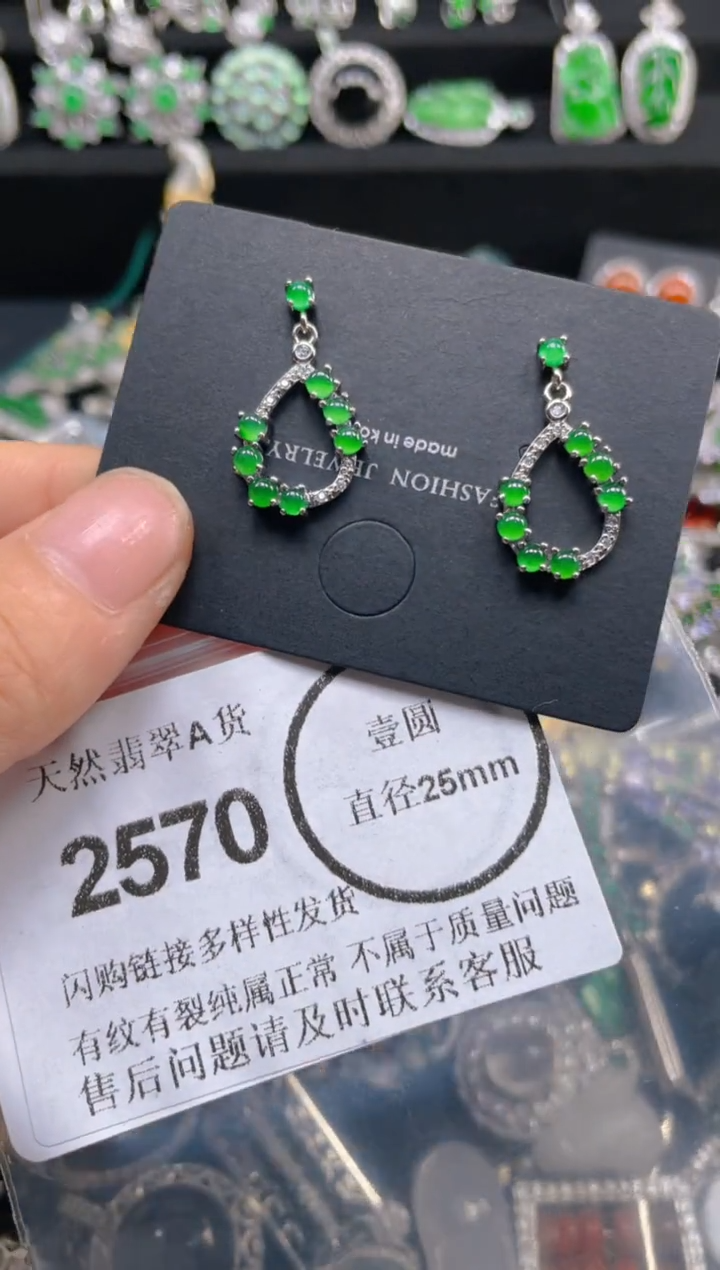 FASHION JEWELRY
made in ko
天然翡翠A货
2570
壹圆
直径25mm
闪购链接多样性发货
有纹有裂纯属正常 不属于质量问题
售后问题请及时联系客服